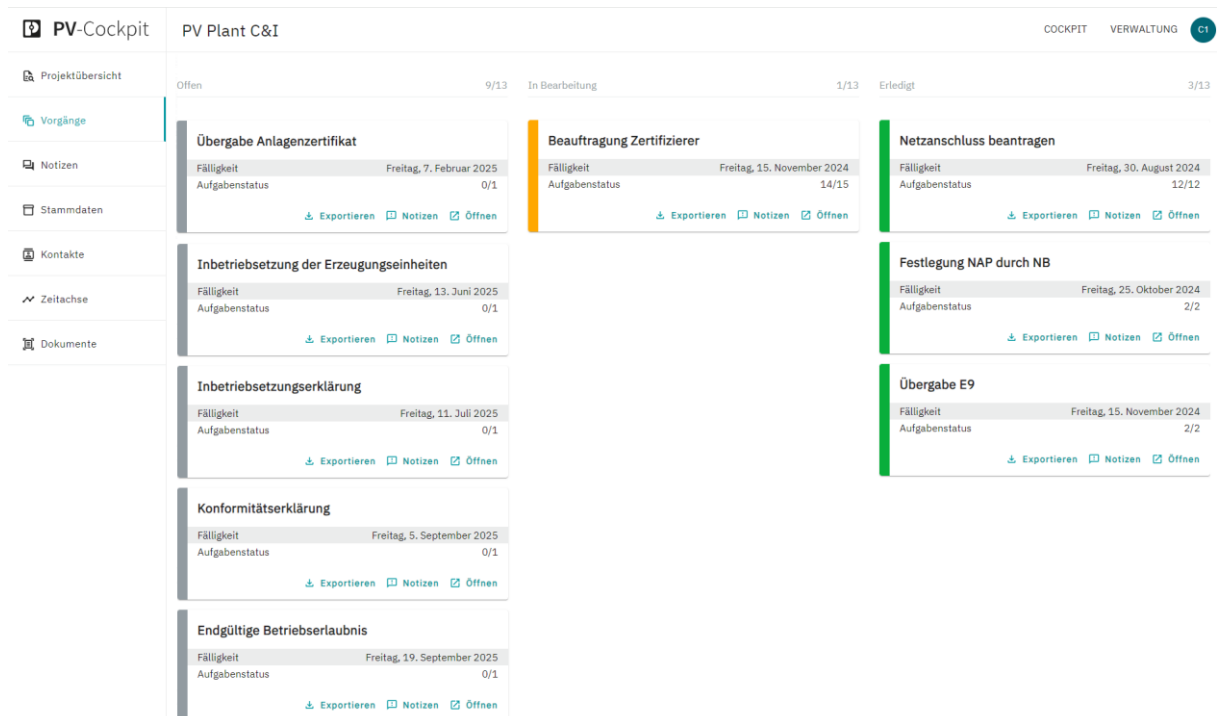 PV-Cockpit
PV Plant C&I
COCKPIT VERWALTUNG C1
Projektübersicht
Vorgänge
Notizen
Stammdaten
Kontakte
Zeitachse
Dokumente
Offen 9/13
Übergabe Anlagenzertifikat
Fälligkeit Freitag, 7. Februar 2025
Aufgabenstatus 0/1
Exportieren Notizen Öffnen
Inbetriebsetzung der Erzeugungseinheiten
Fälligkeit Freitag, 13. Juni 2025
Aufgabenstatus 0/1
Exportieren Notizen Öffnen
Inbetriebsetzungserklärung
Fälligkeit Freitag, 11. Juli 2025
Aufgabenstatus 0/1
Exportieren Notizen Öffnen
Konformitätserklärung
Fälligkeit Freitag, 5. September 2025
Aufgabenstatus 0/1
Exportieren Notizen Öffnen
Endgültige Betriebserlaubnis
Fälligkeit Freitag, 19. September 2025
Aufgabenstatus 0/1
Exportieren Notizen Öffnen
In Bearbeitung 1/13
Beauftragung Zertifizierer
Fälligkeit Freitag, 15. November 2024
Aufgabenstatus 14/15
Exportieren Notizen Öffnen
Erledigt 3/13
Netzanschluss beantragen
Fälligkeit Freitag, 30. August 2024
Aufgabenstatus 12/12
Exportieren Notizen Öffnen
Festlegung NAP durch NB
Fälligkeit Freitag, 25. Oktober 2024
Aufgabenstatus 2/2
Exportieren Notizen Öffnen
Übergabe E9
Fälligkeit Freitag, 15. November 2024
Aufgabenstatus 2/2
Exportieren Notizen Öffnen